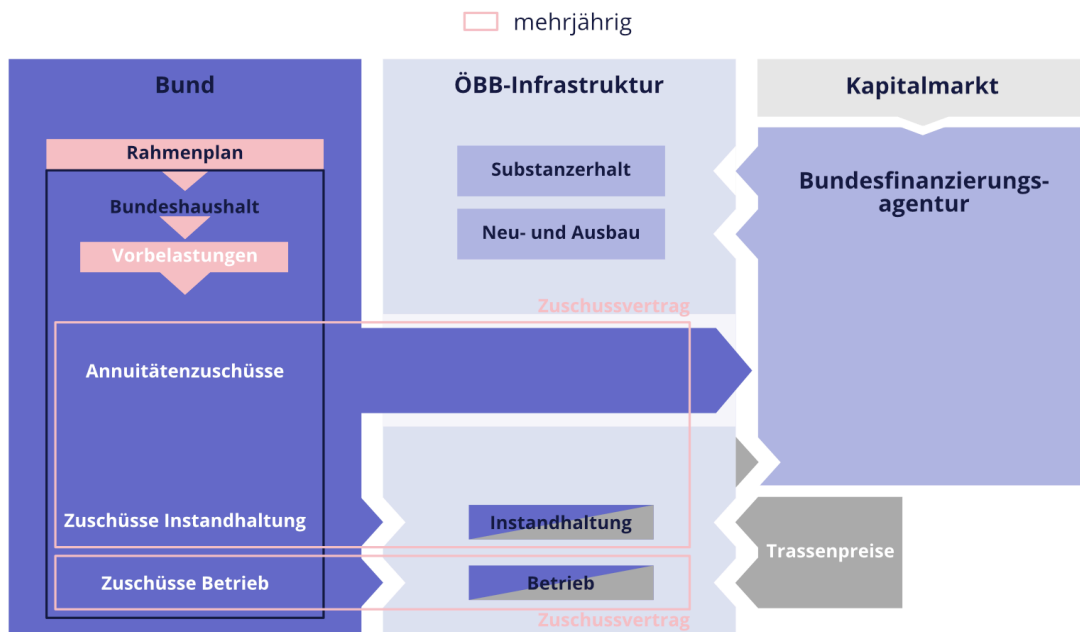 mehrjährig
Bund
ÖBB-Infrastruktur
Kapitalmarkt
Rahmenplan
Bundeshaushalt
Vorbelastungen
Substanzerhalt
Neu- und Ausbau
Bundesfinanzierungs-
agentur
Zuschussvertrag
Annuitätenzuschüsse
Zuschüsse Instandhaltung
Instandhaltung
Trassenpreise
Zuschüsse Betrieb
Betrieb
Zuschussvertrag